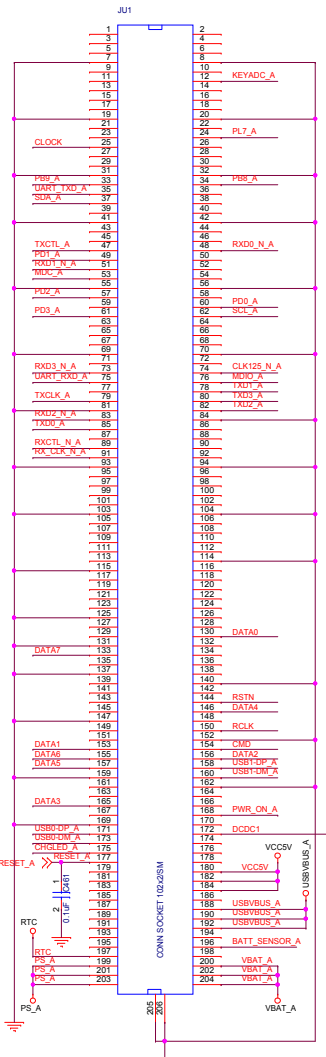 JU1
1 2
3 4
5 6
7 8
9 10
11 12 KEYADC_A
13 14
15 16
17 18
19 20
21 22
23 24 PL7_A
CLOCK 25 26
27 28
29 30
31 32
PB9_A 33 34 PB8_A
UART_TXD_A 35 36
SDA_A 37 38
39 40
41 42
43 44
45 46
TXCTL_A 47 48 RXD0_N_A
PD1_A 49 50
RXD1_N_A 51 52
MDC_A 53 54
55 56
PD2_A 57 58
59 60 PD0_A
PD3_A 61 62 SCL_A
63 64
65 66
67 68
69 70
71 72
RXD3_N_A 73 74 CLK125_N_A
UART_RXD_A 75 76 MDIO_A
77 78 TXD1_A
TXCLK_A 79 80 TXD3_A
81 82 TXD2_A
RXD2_N_A 83 84
TXD0_A 85 86
87 88
RXCTL_N_A 89 90
RX_CLK_N_A 91 92
93 94
95 96
97 98
99 100
101 102
103 104
105 106
107 108
109 110
111 112
113 114
115 116
117 118
119 120
121 122
123 124
125 126
127 128
129 130 DATA0
131 132
DATA7 133 134
135 136
137 138
139 140
141 142
143 144 RSTN
145 146 DATA4
147 148
149 150 RCLK
151 152
DATA1 153 154 CMD
DATA6 155 156 DATA2
DATA5 157 158 USB1-DP_A
159 160 USB1-DM_A
161 162
163 164
DATA3 165 166
167 168 PWR_ON_A
169 170
USB0-DP_A 171 172 DCDC1
USB0-DM_A 173 174
CHGLED_A 175 176
RESET_A RESET_A 177 178 VCC5V
179 180 VCC5V
181 182
183 184
185 186 USBVBUS_A
187 188 USBVBUS_A
189 190 USBVBUS_A
191 192 USBVBUS_A
193 194
195 196 BATT_SENSOR_A
RTC 197 198
PS_A 199 200 VBAT_A
PS_A 201 202 VBAT_A
PS_A 203 204 VBAT_A
1
C461
0.1uF
2
RTC
PS_A
VBAT_A
CONN SOCKET 102x2/SM
205
206